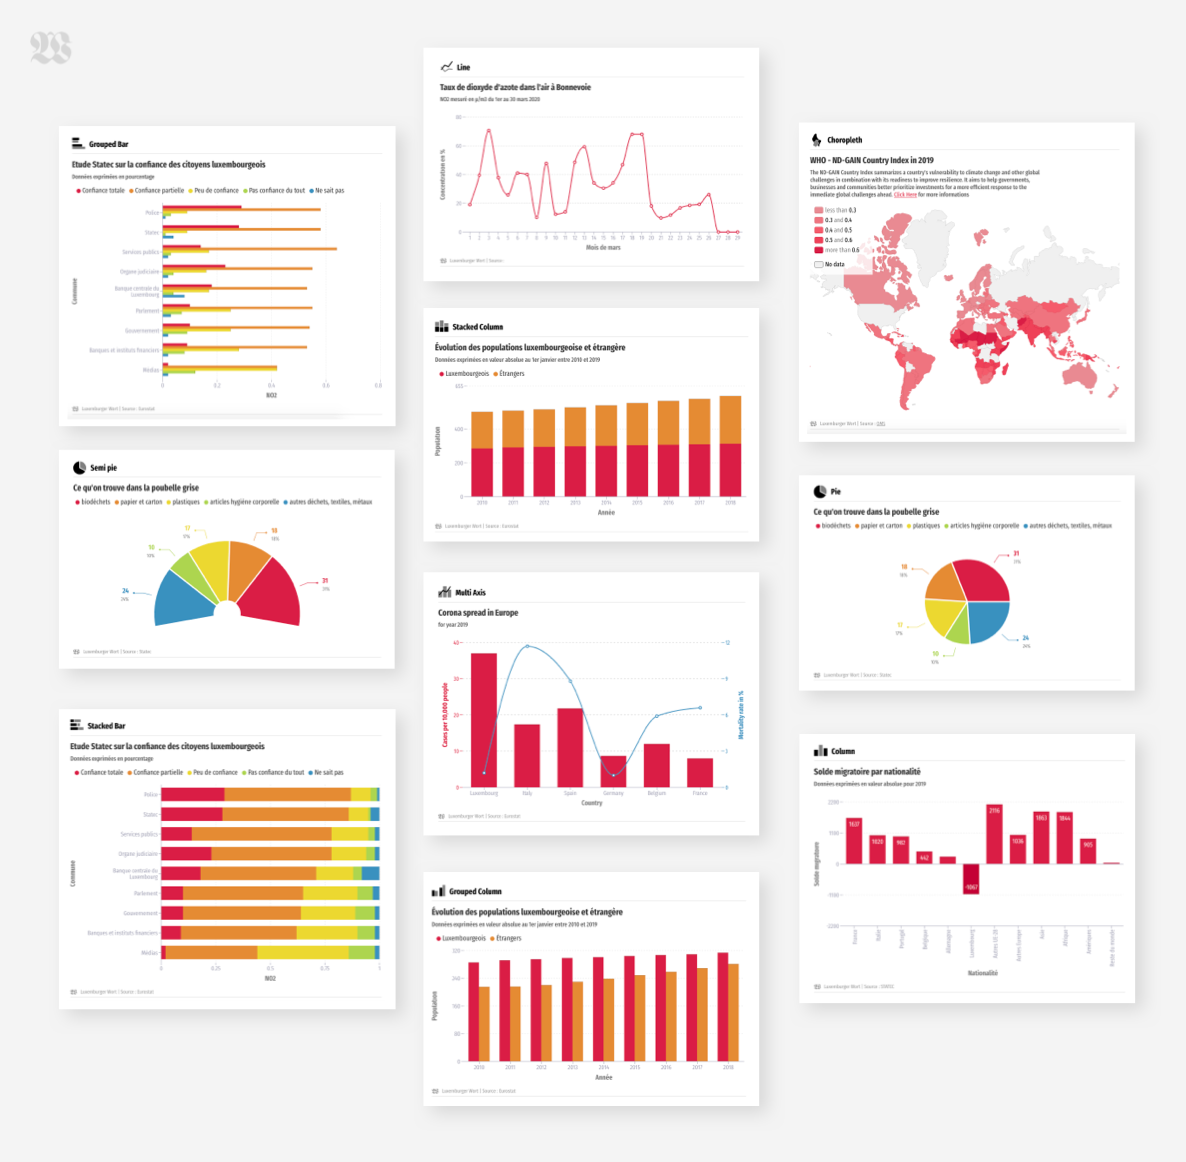 W
Grouped Bar
Etude Statec sur la confiance des citoyens luxembourgeois
Données exprimées en pourcentage
Confiance totale Confiance partielle Peu de confiance Pas confiance du tout Ne sait pas
Police
Statec
Services publics
Organe judiciaire
Banque centrale du
Luxembourg
Parlement
Gouvernement
Banques et instituts financiers
Médias
Commune
0 0.2 0.4 0.6 0.8
NO2
Luxemburger Wort | Source : Eurostat
Semi pie
Ce qu'on trouve dans la poubelle grise
biodéchets papier et carton plastiques articles hygiène corporelle autres déchets, textiles, métaux
24
24%
10
10%
17
17%
18
18%
31
31%
Luxemburger Wort | Source : Statec
Stacked Bar
Etude Statec sur la confiance des citoyens luxembourgeois
Données exprimées en pourcentage
Confiance totale Confiance partielle Peu de confiance Pas confiance du tout Ne sait pas
Police
Statec
Services publics
Organe judiciaire
Banque centrale du
Luxembourg
Parlement
Gouvernement
Banques et instituts financiers
Médias
Commune
0 0.25 0.5 0.75 1
NO2
Luxemburger Wort | Source : Eurostat
Line
Taux de dioxyde d'azote dans l'air à Bonnevoie
NO2 mesuré en µ/m3 du 1er au 30 mars 2020
Concentration en %
80
60
40
20
0
1 2 3 4 5 6 7 8 9 10 11 12 13 14 15 16 17 18 19 20 21 22 23 24 25 26 27 28 29
Mois de mars
Luxemburger Wort | Source:
Stacked Column
Évolution des populations luxembourgeoise et étrangère
Données exprimées en valeur absolue au 1er janvier entre 2010 et 2019
Luxembourgeois Étrangers
Population
400
200
0
2010 2011 2012 2013 2014 2015 2016 2017 2018
Année
Luxemburger Wort | Source : Eurostat
Multi Axis
Corona spread in Europe
for year 2019
Cases per 10,000 people
40
30
20
10
0
Mortality rate in %
12
9
6
3
0
Luxembourg Italy Spain Germany Belgium France
Country
Luxemburger Wort | Source : Eurostat
Grouped Column
Évolution des populations luxembourgeoise et étrangère
Données exprimées en valeur absolue au 1er janvier entre 2010 et 2019
Luxembourgeois Étrangers
Population
320
240
160
80
0
2010 2011 2012 2013 2014 2015 2016 2017 2018
Année
Luxemburger Wort | Source : Eurostat
Choropleth
WHO - ND-GAIN Country Index in 2019
The ND-GAIN Country Index summarizes a country's vulnerability to climate change and other global
challenges in combination with its readiness to improve resilience. It aims to help governments,
businesses and communities better prioritize investments for a more efficient response to the
immediate global challenges ahead. Click Here for more informations
less than 0.3
0.3 and 0.4
0.4 and 0.5
0.5 and 0.6
more than 0.6
No data
Luxemburger Wort | Source :
Pie
Ce qu'on trouve dans la poubelle grise
biodéchets papier et carton plastiques articles hygiène corporelle autres déchets, textiles, métaux
31
31%
18
18%
17
17%
10
10%
24
24%
Luxemburger Wort | Source : Statec
Column
Solde migratoire par nationalité
Données exprimées en valeur absolue pour 2019
Solde migratoire
2200
1100
0
-1100
-2200
1637
1020
982
442
-1067
2116
1036
1863
1844
905
France
Italie
Portugal
Belgique
Allemagne
Luxembourg
Autres UE-28
Autres Europe
Asie
Afrique
Amériques
Reste du monde
Nationalité
Luxemburger Wort | Source : STATEC